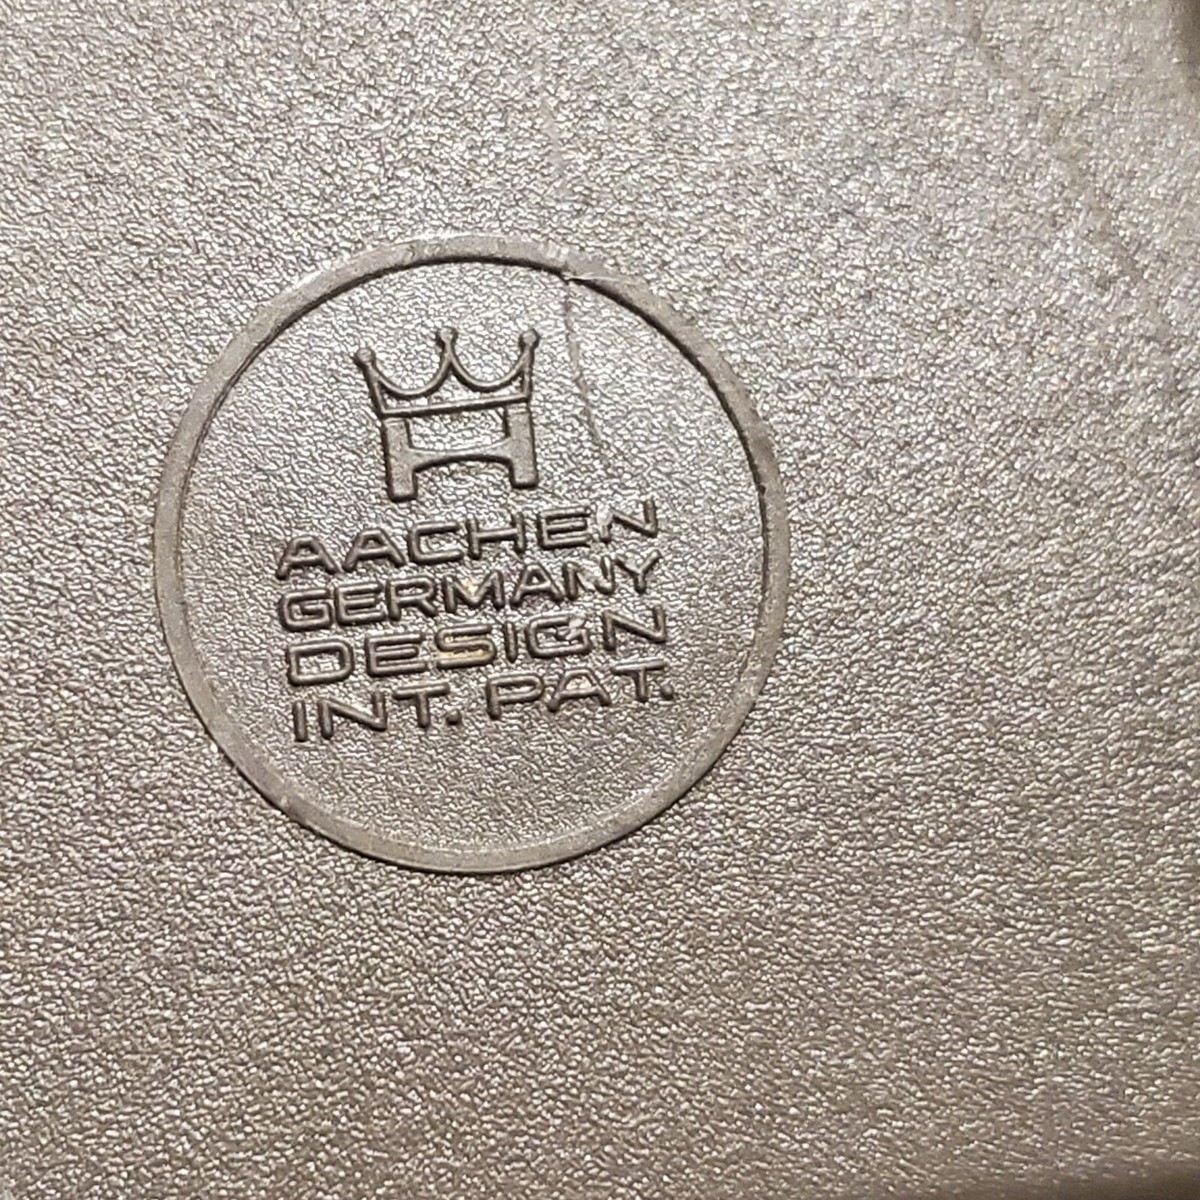 H
AACHEN
GERMANY
DESIGN
INT. PAT.